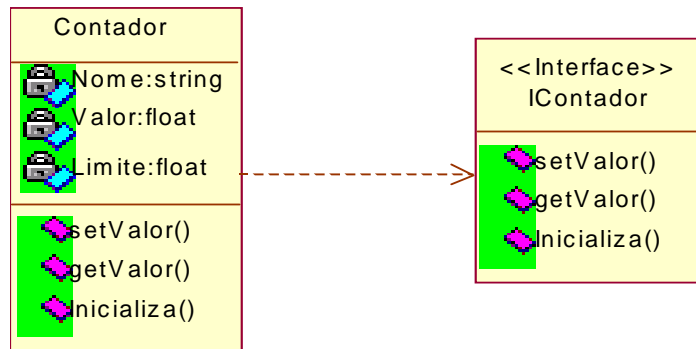 Contador
Nome:string
Valor:float
Limite:float
setValor()
getValor()
Inicializa()
<<Interface>>
IContador
setValor()
getValor()
Inicializa()